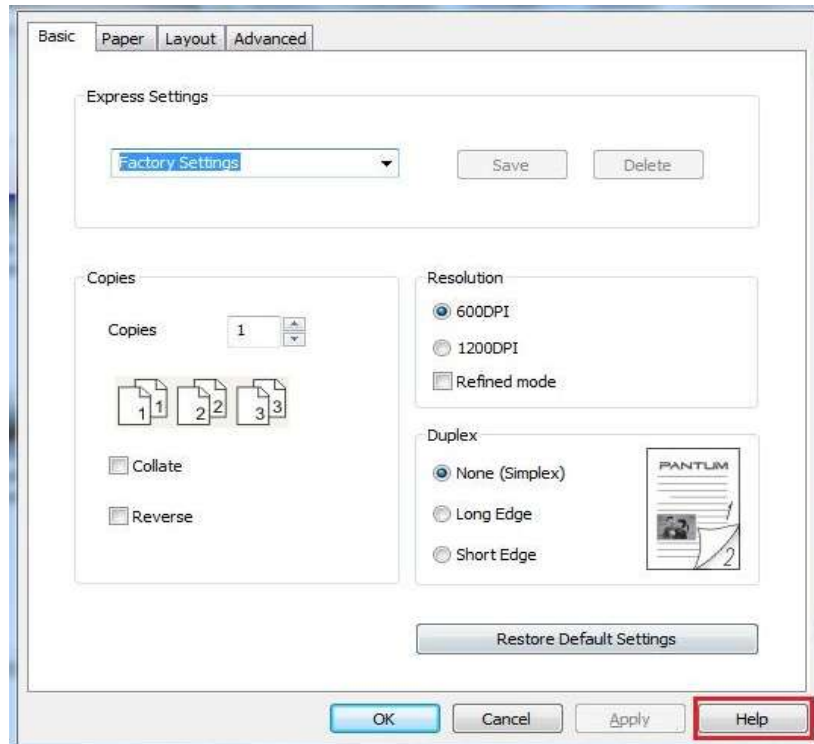 Basic Paper Layout Advanced
Express Settings
Factory Settings Save Delete
Copies
Copies 1
1 1 2 2 3 3
Collate
Reverse
Resolution
600DPI
1200DPI
Refined mode
Duplex
None (Simplex)
Long Edge
Short Edge
PANTUM
1
2
Restore Default Settings
OK Cancel Apply Help